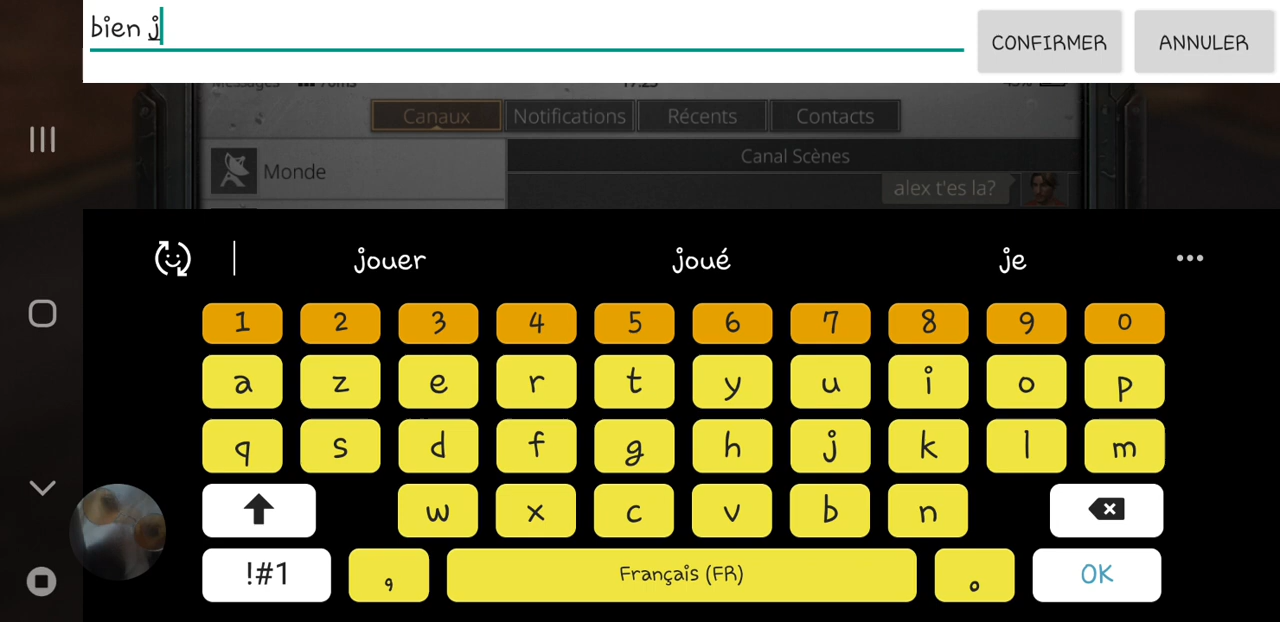 bien j
CONFIRMER
ANNULER
Canaux
Notifications
Récents
Contacts
Monde
Canal Scènes
alex t'es la?
jouer
joué
je
1 2 3 4 5 6 7 8 9 0
a z e r t y u i o p
q s d f g h j k l m
w x c v b n
!#1 , Français (FR) . OK